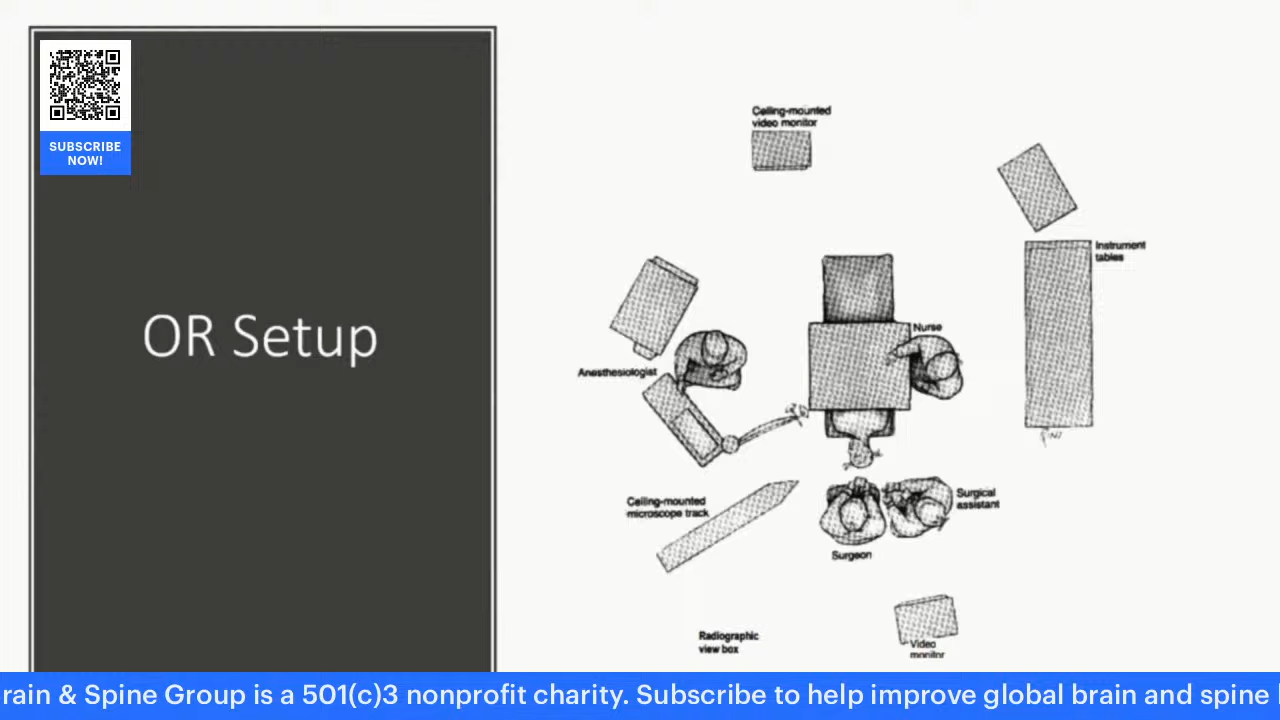 SUBSCRIBE
NOW!
OR Setup
Ceiling-mounted
video monitor
Instrument
tables
Nurse
Anesthesiologist
Ceiling-mounted
microscope track
Surgical
assistant
Surgeon
Radiographic
view box
Video
monitor
rain & Spine Group is a 501(c)3 nonprofit charity. Subscribe to help improve global brain and spine